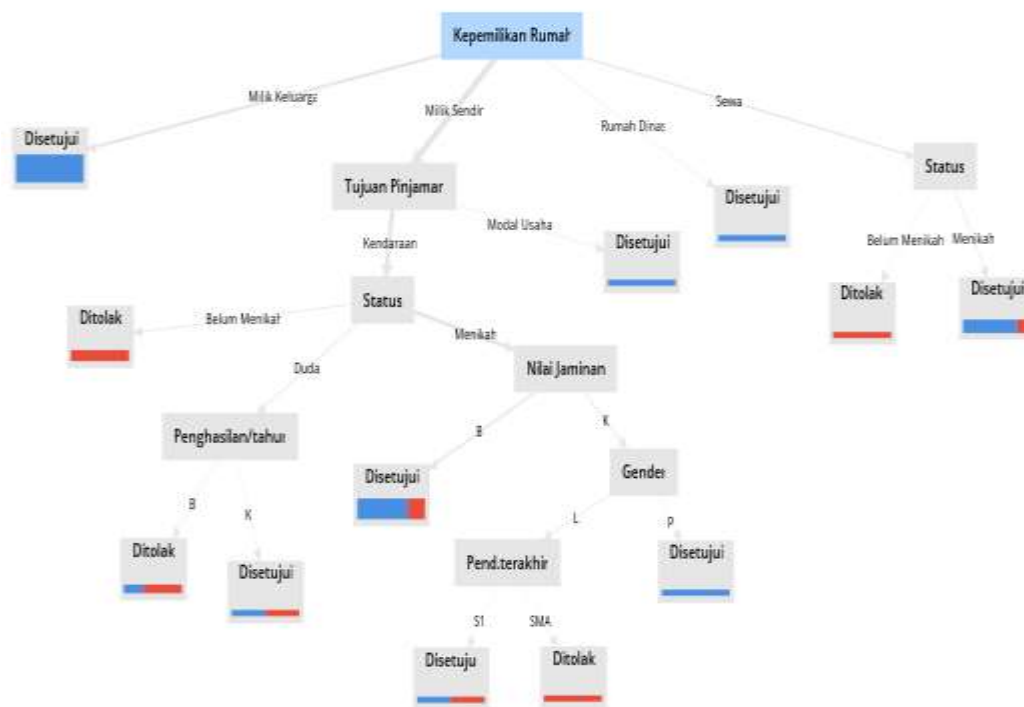 Kepemilikan Rumah
Milik Keluarga
Milik Sendir
Rumah Dinas
Sewa
Disetujui
Tujuan Pinjamar
Disetujui
Status
Kendaraan
Modal Usaha
Disetujui
Belum Menikah
Menikah
Ditolak
Disetujui
Status
Ditolak
Belum Menikah
Menikah
Duda
Nilai Jaminan
Penghasilan/tahun
B
K
Disetujui
Gender
B
K
L
P
Ditolak
Disetujui
Pend.terakhir
Disetujui
S1
SMA
Disetuju
Ditolak